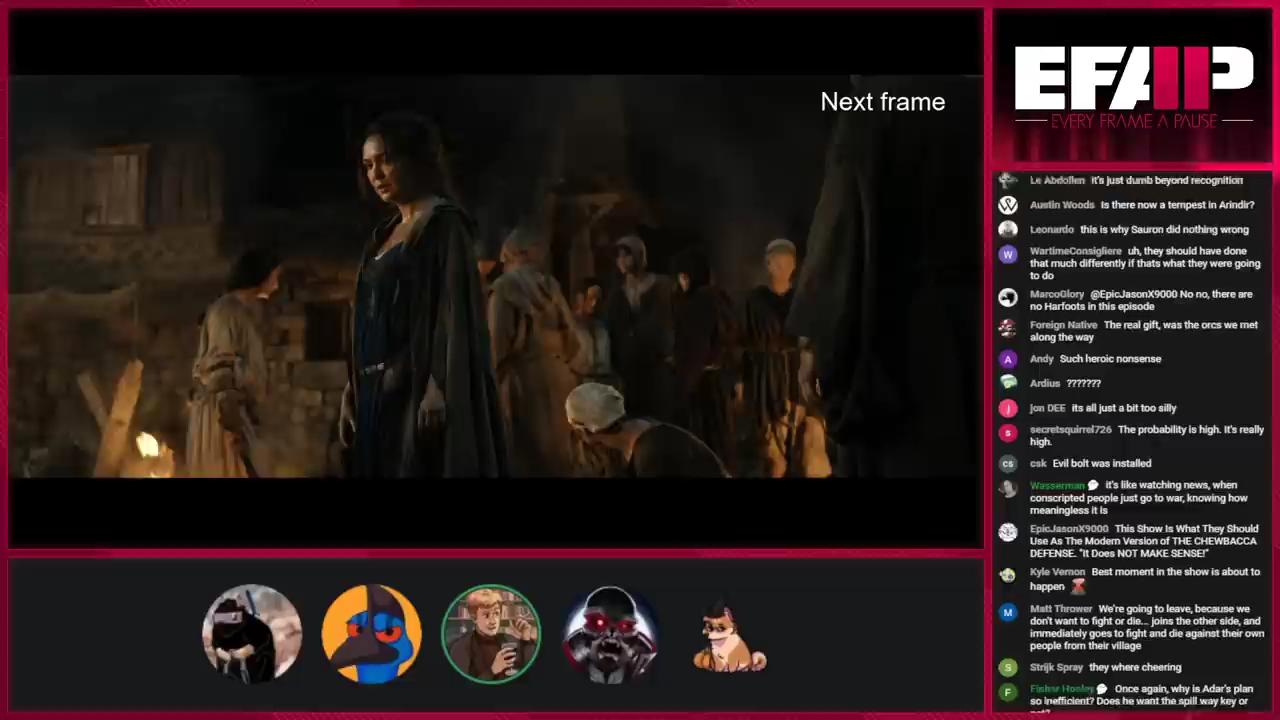 Next frame
EFAP
EVERY FRAME A PAUSE
Le Abdollen it's just dumb beyond recognition
Austin Woods Is there now a tempest in Arindir?
Leonardo this is why Sauron did nothing wrong
W
WartimeConsigliere uh, they should have done
that much differently if thats what they were going
to do
MarcoGlory @EpicJasonX9000 No no, there are
no Harfoots in this episode
Foreign Native The real gift, was the orcs we met
along the way
A
Andy Such heroic nonsense
Ardius ???????
j
jon DEE its all just a bit too silly
s
secretsquirrel726 The probability is high. It's really
high.
cs
csk Evil bolt was installed
Wasserman it's like watching news, when
conscripted people just go to war, knowing how
meaningless it is
EpicJasonX9000 This Show Is What They Should
Use As The Modern Version of THE CHEWBACCA
DEFENSE. "It Does NOT MAKE SENSE!"
Kyle Vernon Best moment in the show is about to
happen
M
Matt Thrower We're going to leave, because we
don't want to fight or die... joins the other side, and
immediately goes to fight and die against their own
people from their village
S
Strijk Spray they where cheering
F
Fisher Honley Once again, why is Adar's plan
so inefficient? Does he want the spill way key or
not?